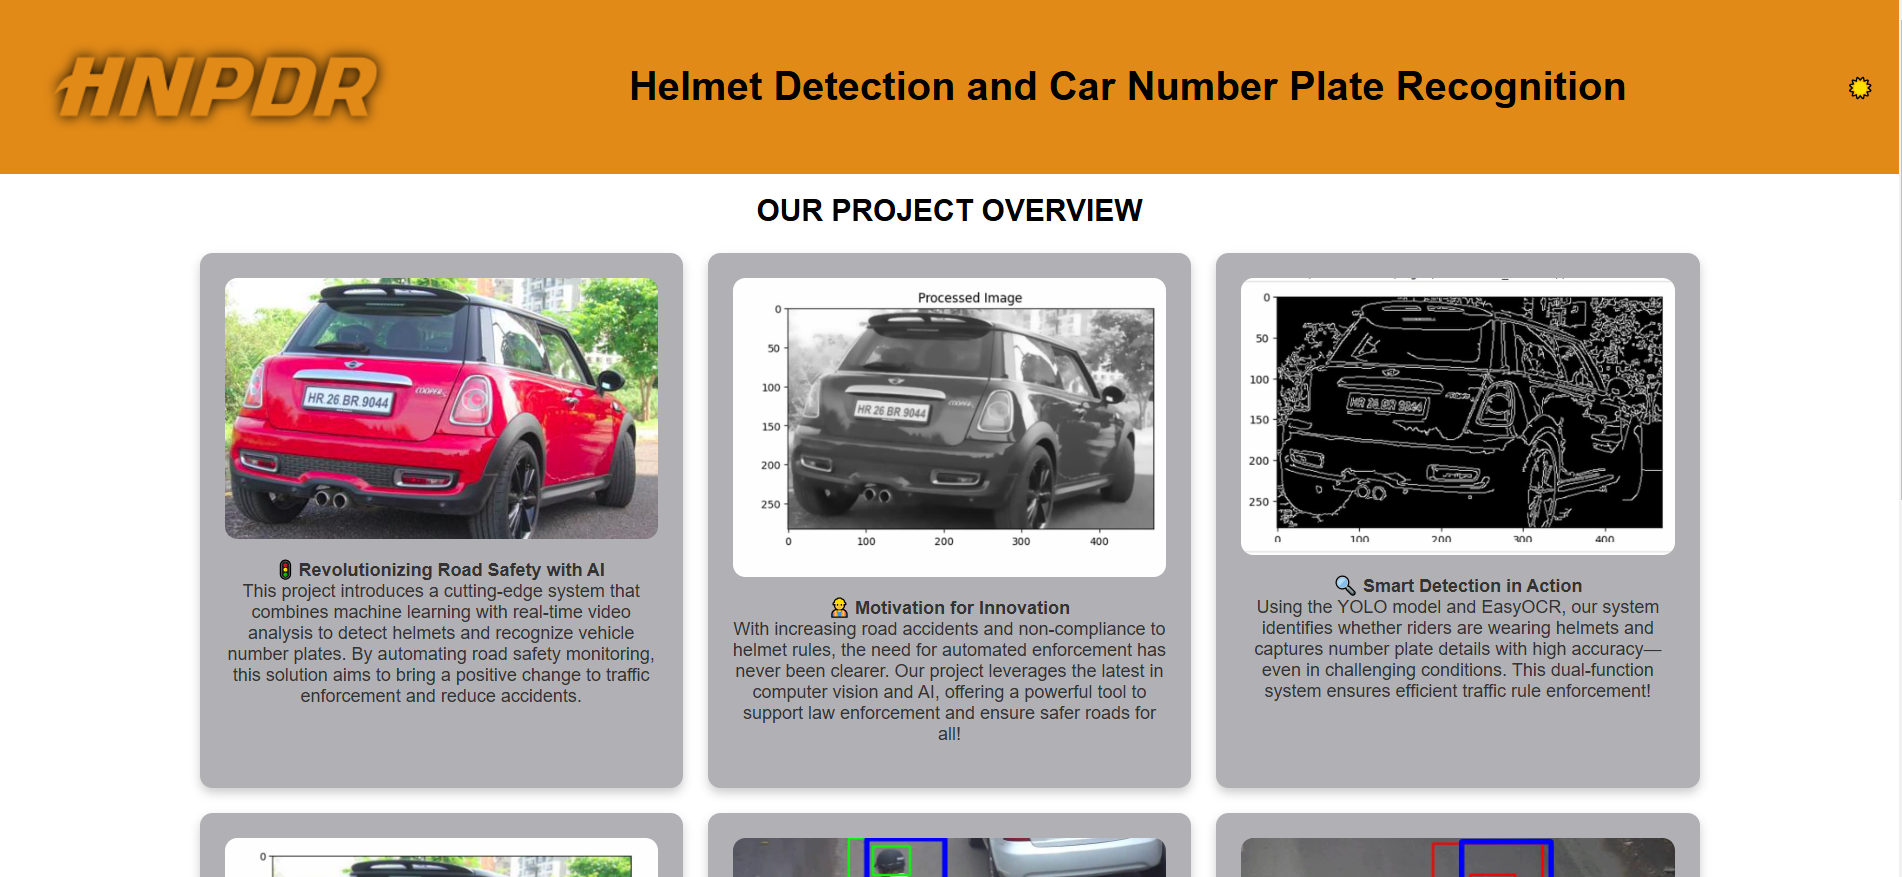 HNPDR
Helmet Detection and Car Number Plate Recognition
OUR PROJECT OVERVIEW
COOPER
HR 26 BR 9044
Revolutionizing Road Safety with AI
This project introduces a cutting-edge system that
combines machine learning with real-time video
analysis to detect helmets and recognize vehicle
number plates. By automating road safety monitoring,
this solution aims to bring a positive change to traffic
enforcement and reduce accidents.
Processed Image
0
50
100
150
200
250
COOPER
HR 26 BR 9044
0 100 200 300 400
Motivation for Innovation
With increasing road accidents and non-compliance to
helmet rules, the need for automated enforcement has
never been clearer. Our project leverages the latest in
computer vision and AI, offering a powerful tool to
support law enforcement and ensure safer roads for
all!
0
50
100
150
200
250
HR 26 BR 9044
0 100 200 300 400
Smart Detection in Action
Using the YOLO model and EasyOCR, our system
identifies whether riders are wearing helmets and
captures number plate details with high accuracy—
even in challenging conditions. This dual-function
system ensures efficient traffic rule enforcement!
0